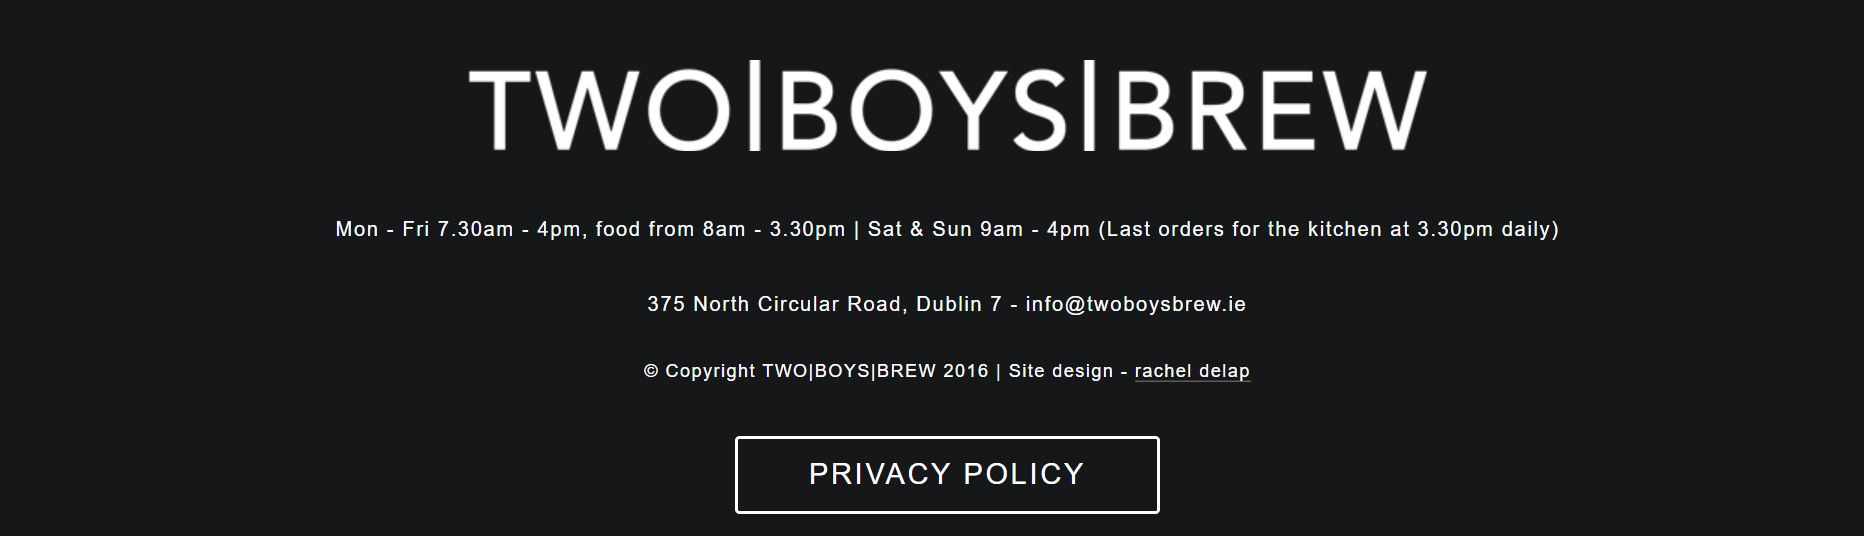 TWO|BOYS|BREW
Mon - Fri 7.30am - 4pm, food from 8am - 3.30pm | Sat & Sun 9am - 4pm (Last orders for the kitchen at 3.30pm daily)
375 North Circular Road, Dublin 7 - info@twoboysbrew.ie
© Copyright TWO|BOYS|BREW 2016 | Site design - rachel delap
PRIVACY POLICY